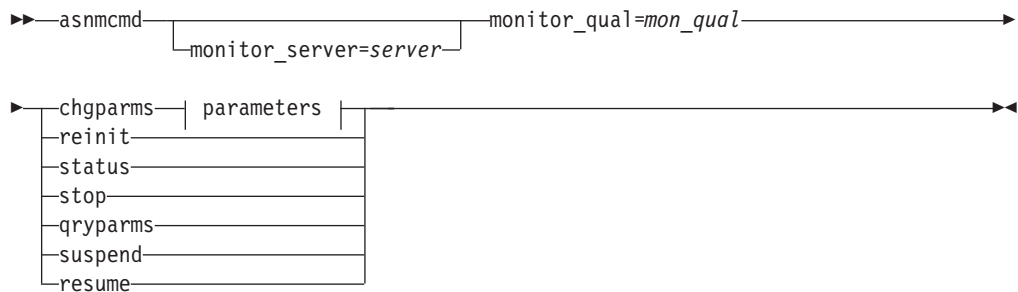 asnmcmd monitor_qual=mon_qual
monitor_server=server
chgparms parameters
reinit
status
stop
qryparms
suspend
resume